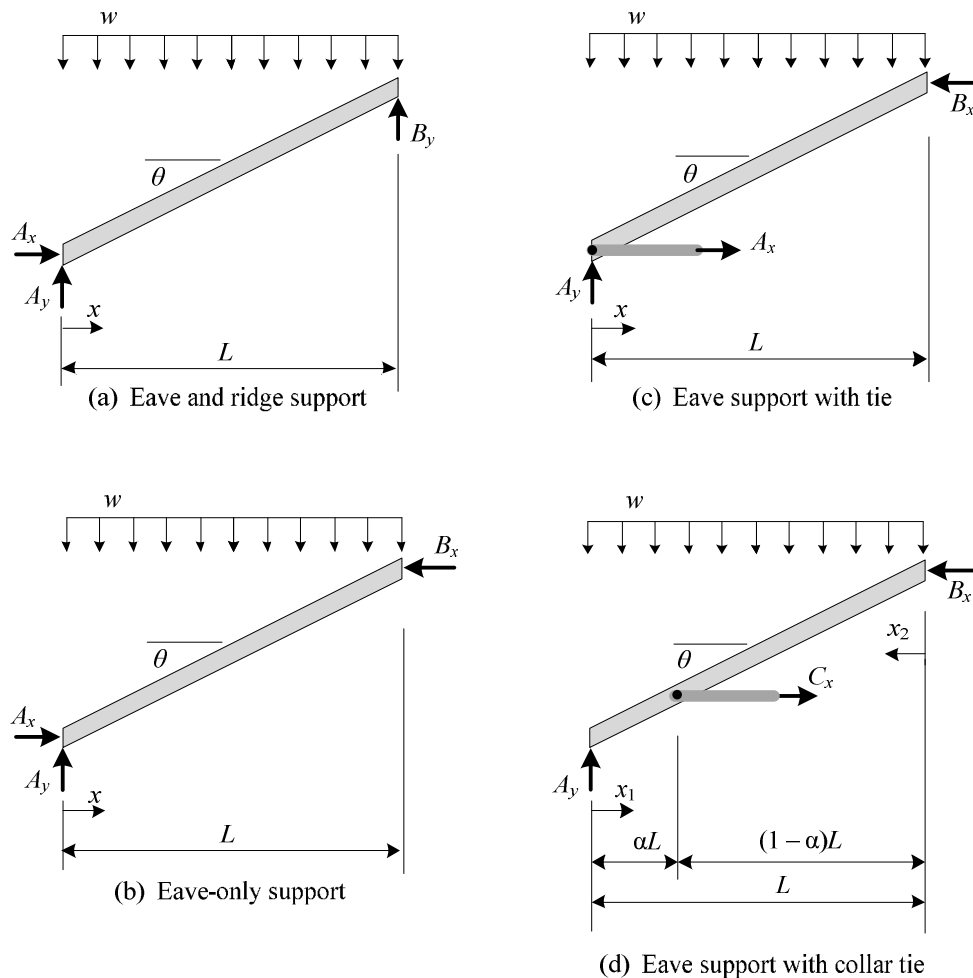 w
θ
B_y
A_x
A_y
x
L
(a) Eave and ridge support
w
B_x
θ
A_x
A_y
x
L
(c) Eave support with tie
w
B_x
θ
A_x
A_y
x
L
(b) Eave-only support
w
B_x
x_2
θ
C_x
A_y
x_1
αL
(1 − α)L
L
(d) Eave support with collar tie